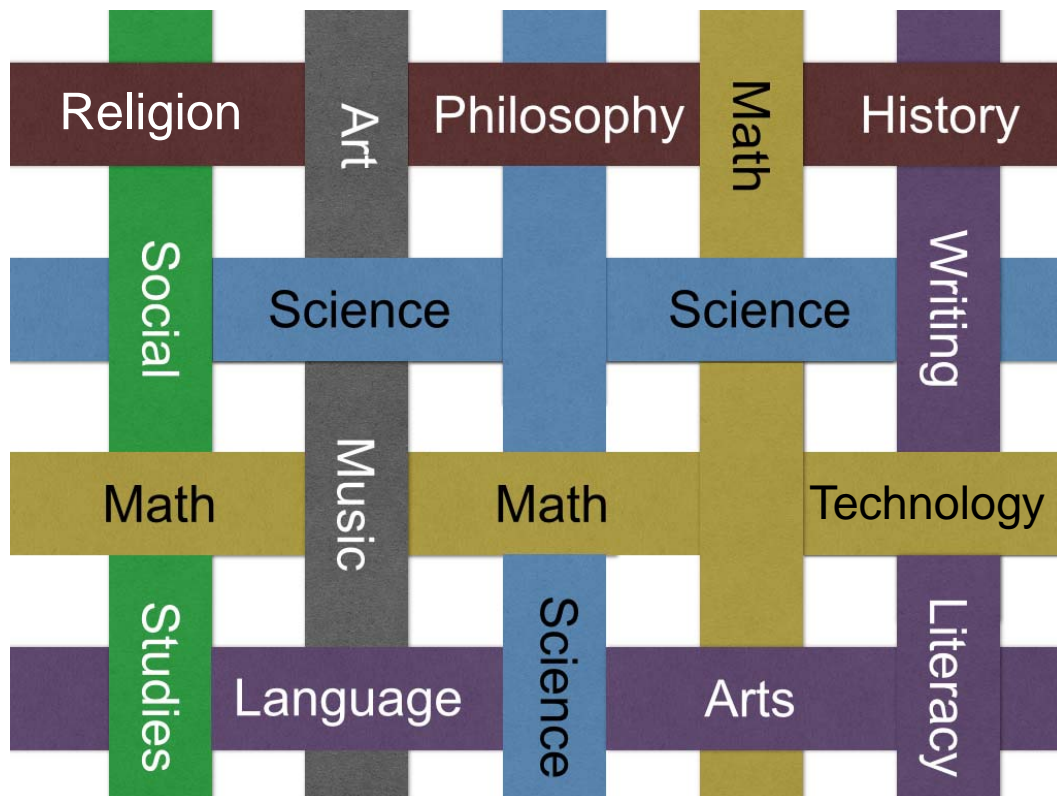 Religion
Art
Philosophy
Math
History
Social
Science
Science
Writing
Math
Music
Math
Technology
Studies
Language
Science
Arts
Literacy